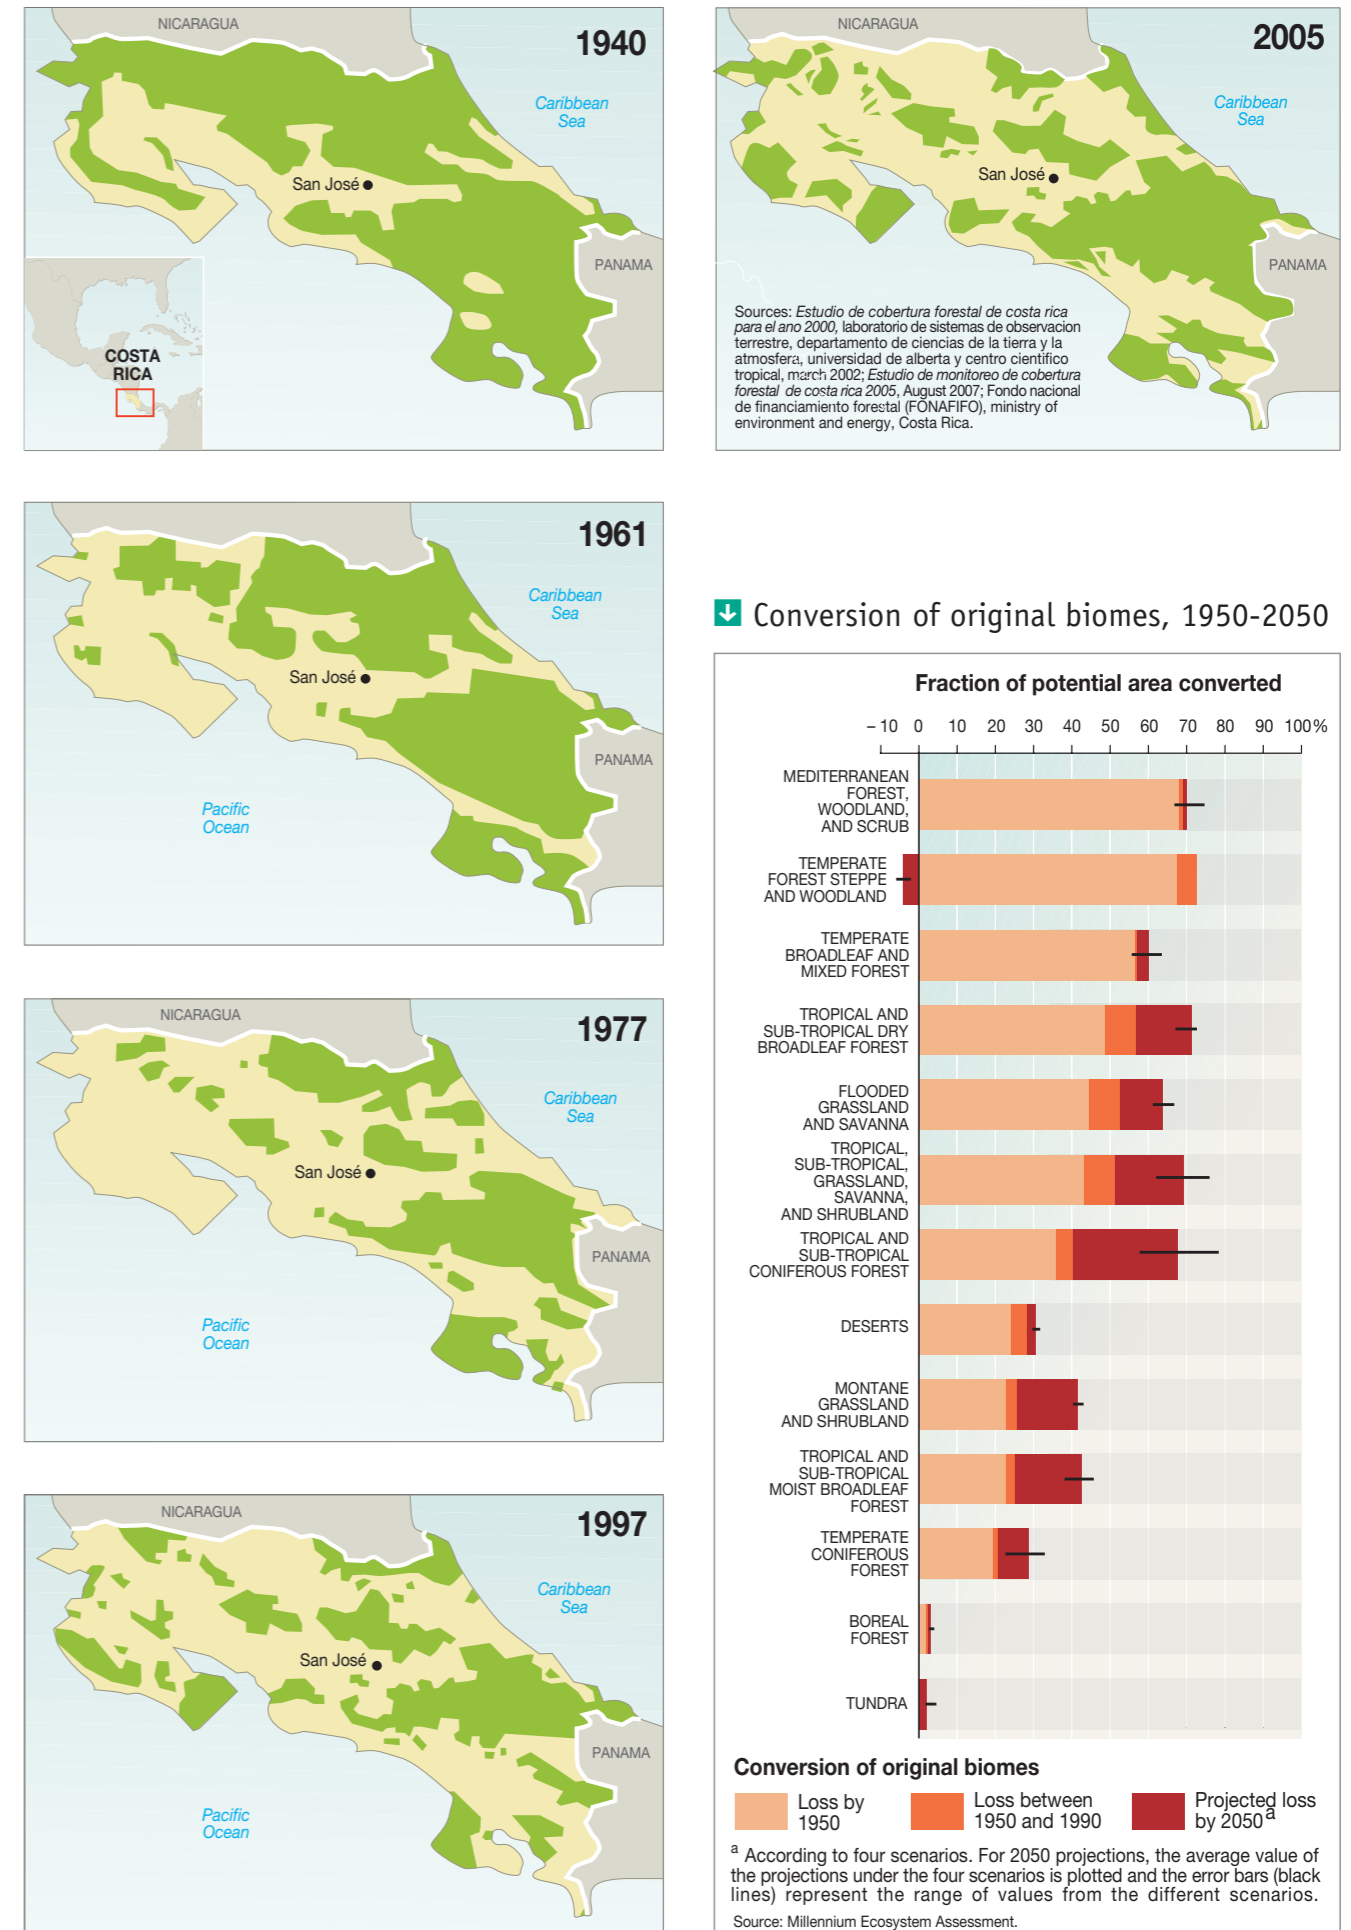 NICARAGUA
1940
Caribbean
Sea
San José
PANAMA
COSTA
RICA
NICARAGUA
2005
Caribbean
Sea
San José
PANAMA
Sources: Estudio de cobertura forestal de costa rica
para el ano 2000, laboratorio de sistemas de observacion
terrestre, departamento de ciencias de la tierra y la
atmosfera, universidad de alberta y centro cientifico
tropical, march 2002; Estudio de monitoreo de cobertura
forestal de costa rica 2005, August 2007; Fondo nacional
de financiamiento forestal (FONAFIFO), ministry of
environment and energy, Costa Rica.
1961
Caribbean
Sea
San José
PANAMA
Pacific
Ocean
NICARAGUA
1977
Caribbean
Sea
San José
PANAMA
Pacific
Ocean
NICARAGUA
1997
Caribbean
Sea
San José
PANAMA
Pacific
Ocean
Conversion of original biomes, 1950-2050
Fraction of potential area converted
– 10 0 10 20 30 40 50 60 70 80 90 100%
MEDITERRANEAN
FOREST,
WOODLAND,
AND SCRUB
TEMPERATE
FOREST STEPPE
AND WOODLAND
TEMPERATE
BROADLEAF AND
MIXED FOREST
TROPICAL AND
SUB-TROPICAL DRY
BROADLEAF FOREST
FLOODED
GRASSLAND
AND SAVANNA
TROPICAL,
SUB-TROPICAL,
GRASSLAND,
SAVANNA,
AND SHRUBLAND
TROPICAL AND
SUB-TROPICAL
CONIFEROUS FOREST
DESERTS
MONTANE
GRASSLAND
AND SHRUBLAND
TROPICAL AND
SUB-TROPICAL
MOIST BROADLEAF
FOREST
TEMPERATE
CONIFEROUS
FOREST
BOREAL
FOREST
TUNDRA
Conversion of original biomes
Loss by
1950
Loss between
1950 and 1990
Projected loss
by 2050 a
a According to four scenarios. For 2050 projections, the average value of
the projections under the four scenarios is plotted and the error bars (black
lines) represent the range of values from the different scenarios.
Source: Millennium Ecosystem Assessment.